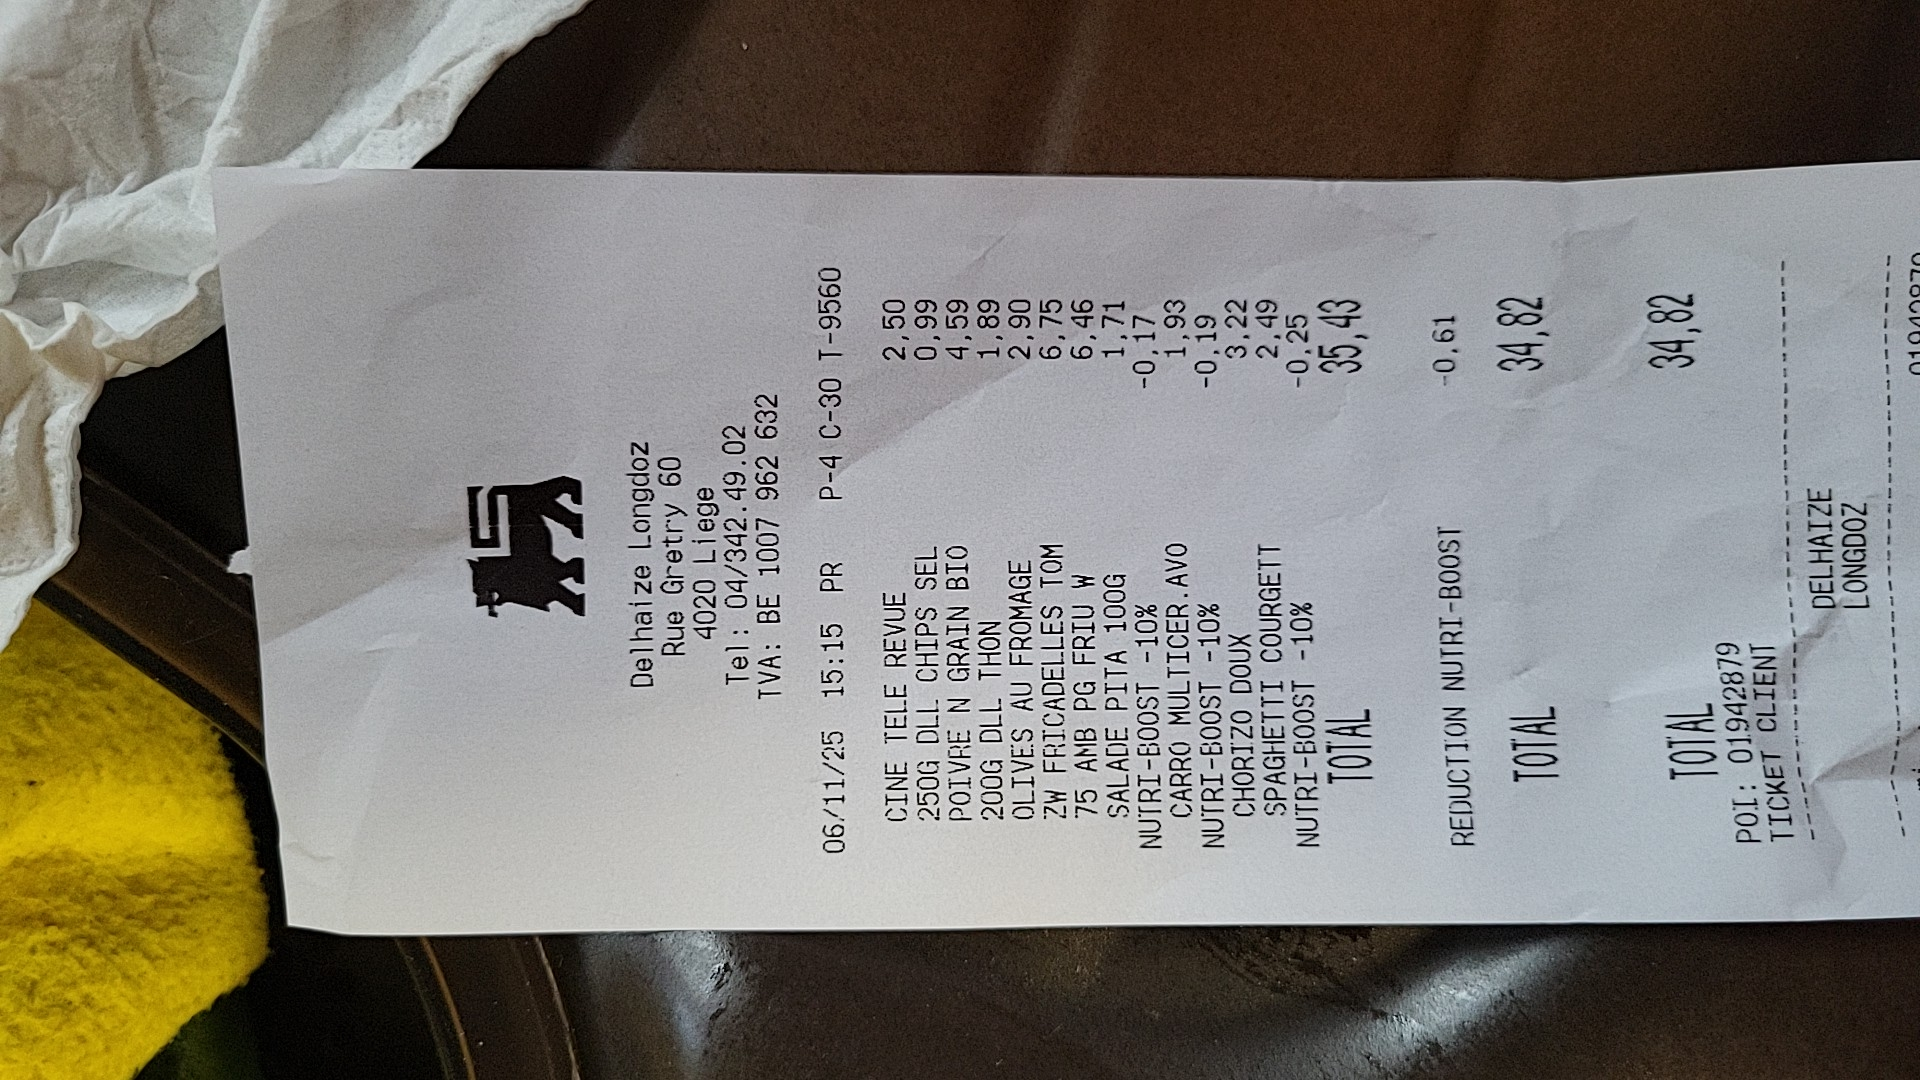 Delhaize Longdoz
Rue Gretry 60
4020 Liege
Tel: 04/342.49.02
TVA: BE 1007 962 632
06/11/25 15:15 PR P-4 C-30 T-9560
CINE TELE REVUE 2,50
250G DLL CHIPS SEL 0,99
POIVRE N GRAIN BIO 4,59
200G DLL THON 1,89
OLIVES AU FROMAGE 2,90
ZW FRICADELLES TOM 6,75
75 AMB PG FRIU W 6,46
SALADE PITA 100G 1,71
NUTRI-BOOST -10% -0,17
CARRO MULTICER.AVO 1,93
NUTRI-BOOST -10% -0,19
CHORIZO DOUX 3,22
SPAGHETTI COURGETT 2,49
NUTRI-BOOST -10% -0,25
TOTAL 35,43
REDUCTION NUTRI-BOOST -0,61
TOTAL 34,82
TOTAL 34,82
POI: 01942879
TICKET CLIENT
DELHAIZE
LONGDOZ
01942879